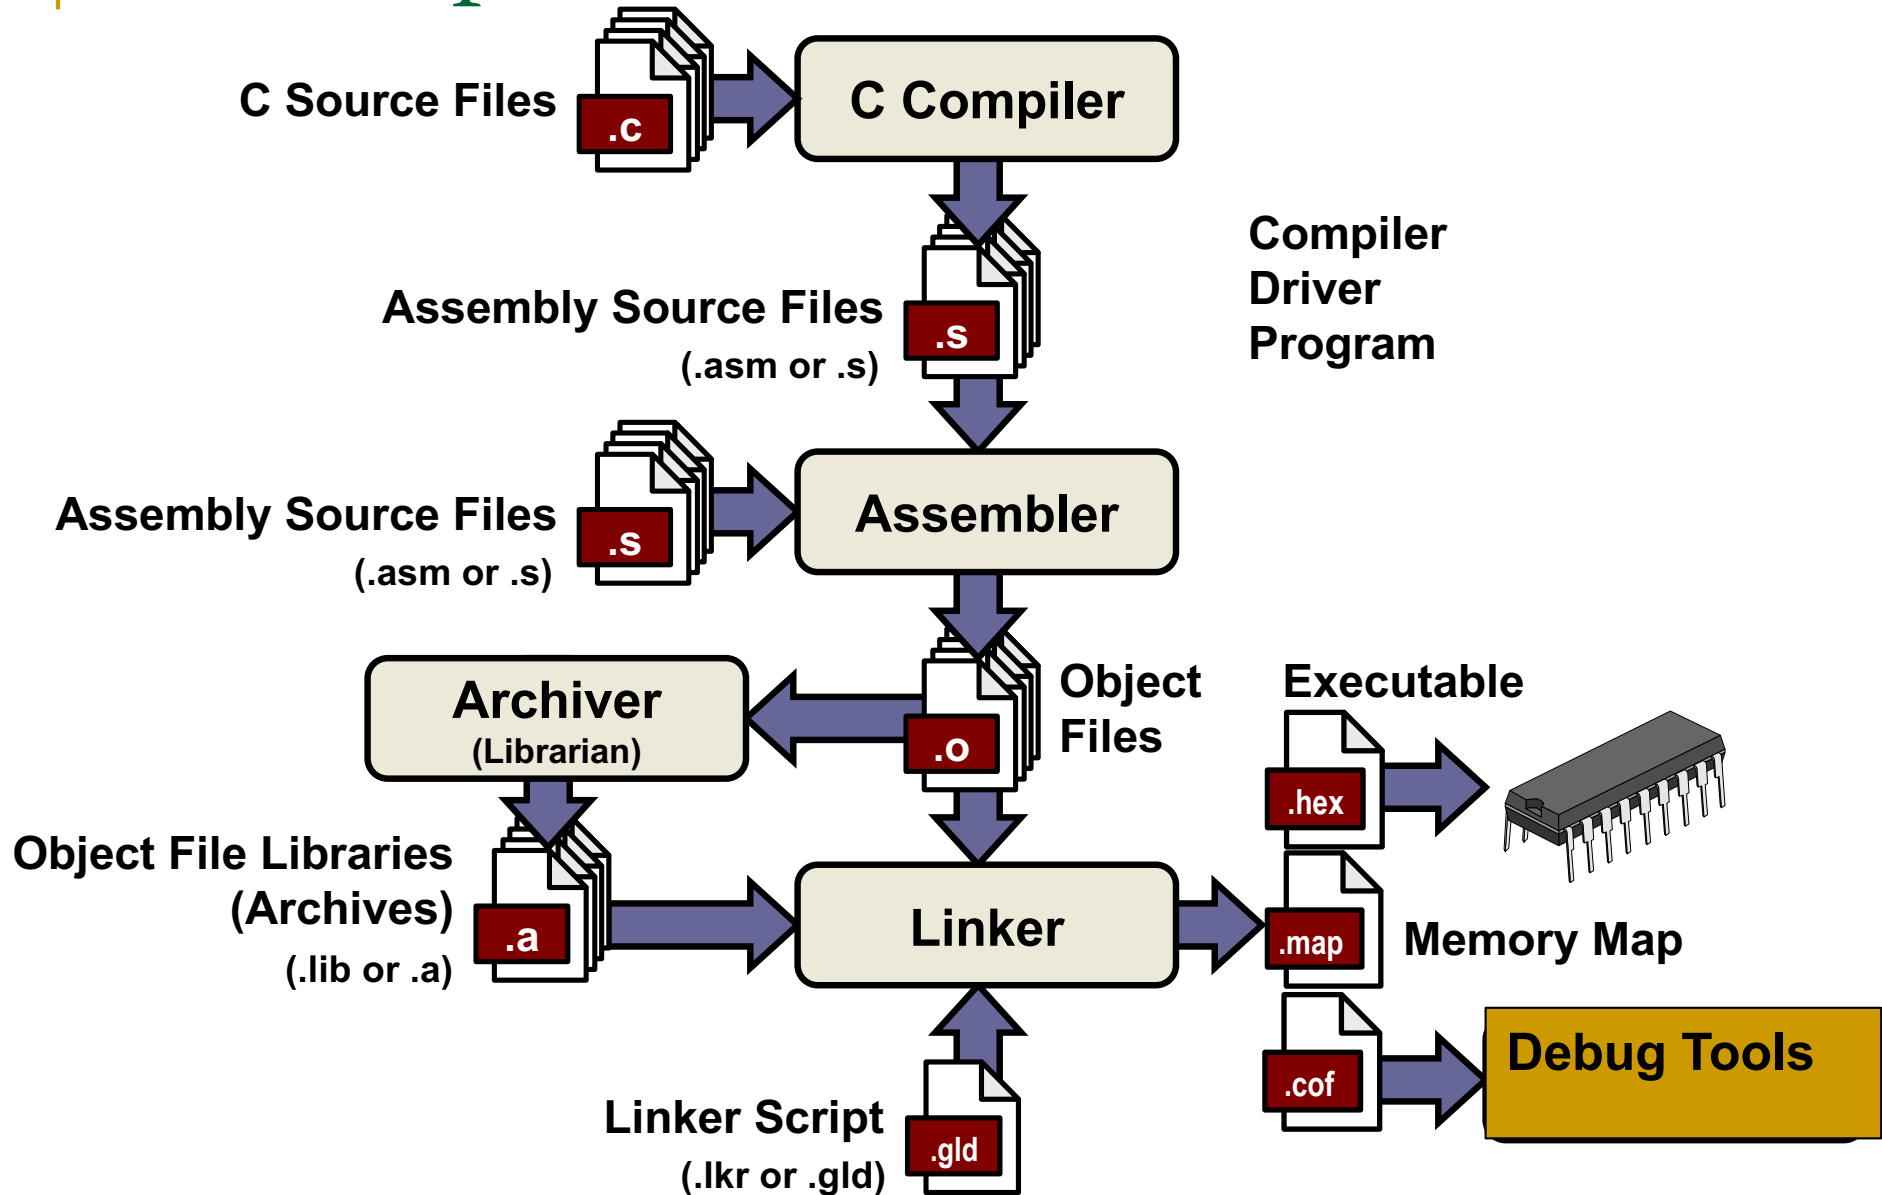 C Source Files
.c
C Compiler
Compiler
Driver
Program
Assembly Source Files
(.asm or .s)
.s
Assembly Source Files
(.asm or .s)
.s
Assembler
Archiver
(Librarian)
.o
Object
Files
Executable
.hex
Object File Libraries
(Archives)
(.lib or .a)
.a
Linker
.map
Memory Map
.cof
Debug Tools
Linker Script
(.lkr or .gld)
.gld